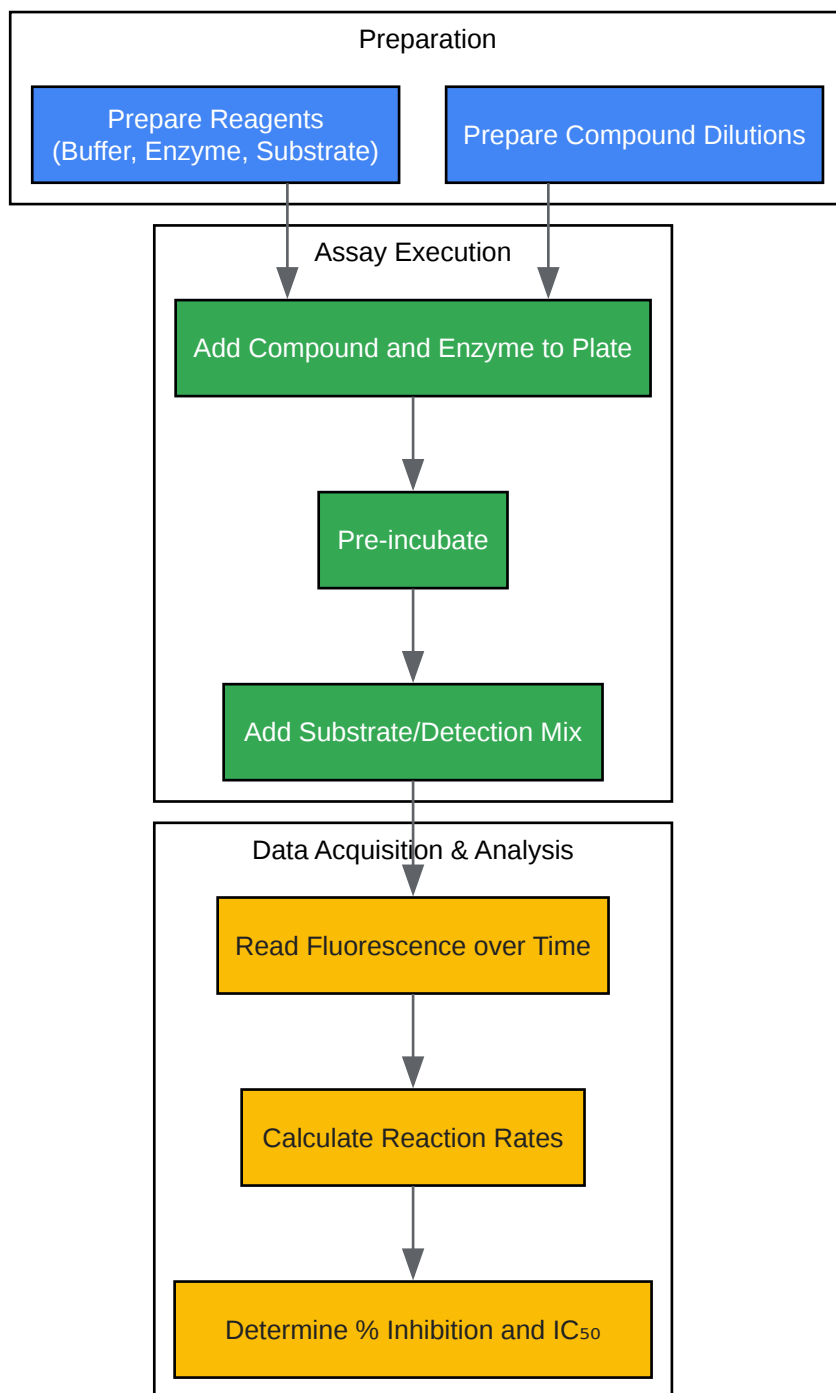 Preparation
Prepare Reagents
(Buffer, Enzyme, Substrate)
Prepare Compound Dilutions
Assay Execution
Add Compound and Enzyme to Plate
Pre-incubate
Add Substrate/Detection Mix
Data Acquisition & Analysis
Read Fluorescence over Time
Calculate Reaction Rates
Determine % Inhibition and IC₅₀